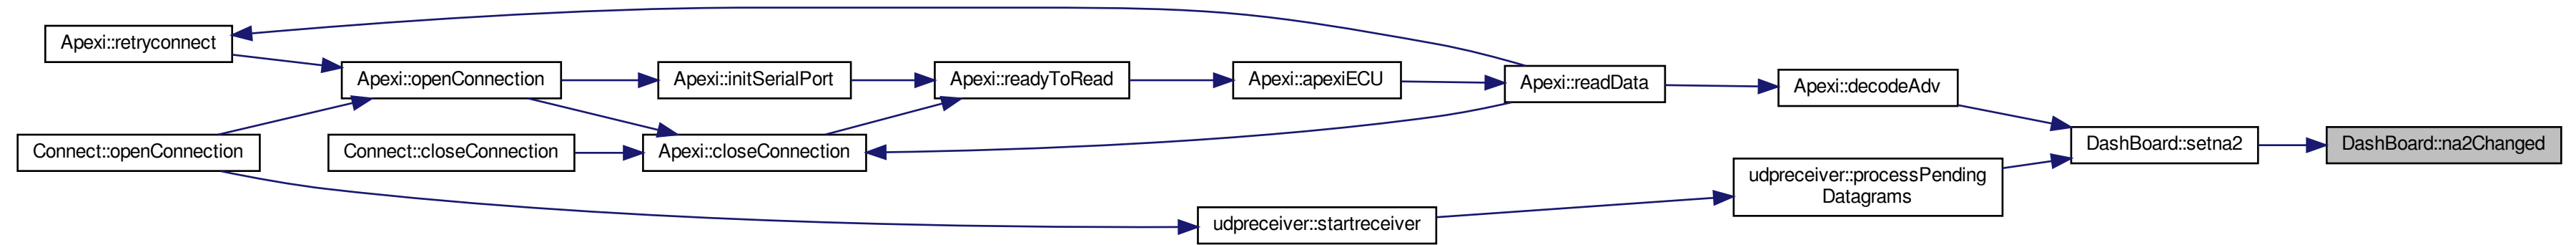 Apexi::retryconnect
Apexi::openConnection
Apexi::initSerialPort
Apexi::readyToRead
Apexi::apexiECU
Apexi::readData
Apexi::decodeAdv
Connect::openConnection
Connect::closeConnection
Apexi::closeConnection
DashBoard::setna2
DashBoard::na2Changed
udpreceiver::processPending
Datagrams
udpreceiver::startreceiver